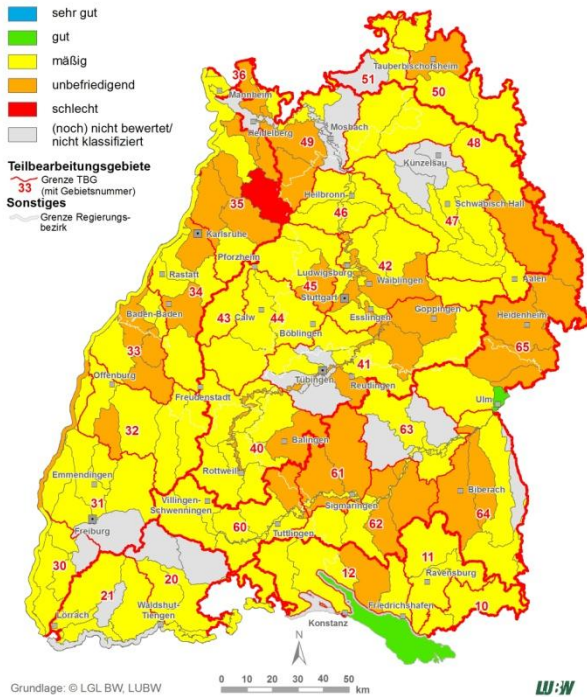 sehr gut
gut
mäßig
unbefriedigend
schlecht
(noch) nicht bewertet/
nicht klassifiziert
Teilbearbeitungsgebiete
33 Grenze TBG
(mit Gebietsnummer)
Sonstiges
Grenze Regierungs-
bezirk
Tauberbischofsheim
51
50
36
Mannheim
Heidelberg
49
Mosbach
48
Künzelsau
35
Heilbronn
46
Schwäbisch Hall
47
Karlsruhe
Pforzheim
Ludwigsburg
42
45
Waiblingen
Stuttgart
Aalen
Rastatt
34
Baden-Baden
43
Calw
44
Böblingen
Esslingen
Göppingen
Heidenheim
65
33
Offenburg
Freudenstadt
41
Tübingen
Reutlingen
Ulm
32
40
Balingen
63
Rottweil
61
Emmendingen
31
Villingen-
Schwenningen
Sigmaringen
Biberach
64
Freiburg
60
Tuttlingen
62
30
20
21
12
11
Ravensburg
Lörrach
Waldshut-
Tiengen
Konstanz
Friedrichshafen
10
N
0 10 20 30 40 50
km
Grundlage: © LGL BW, LUBW
LUBW